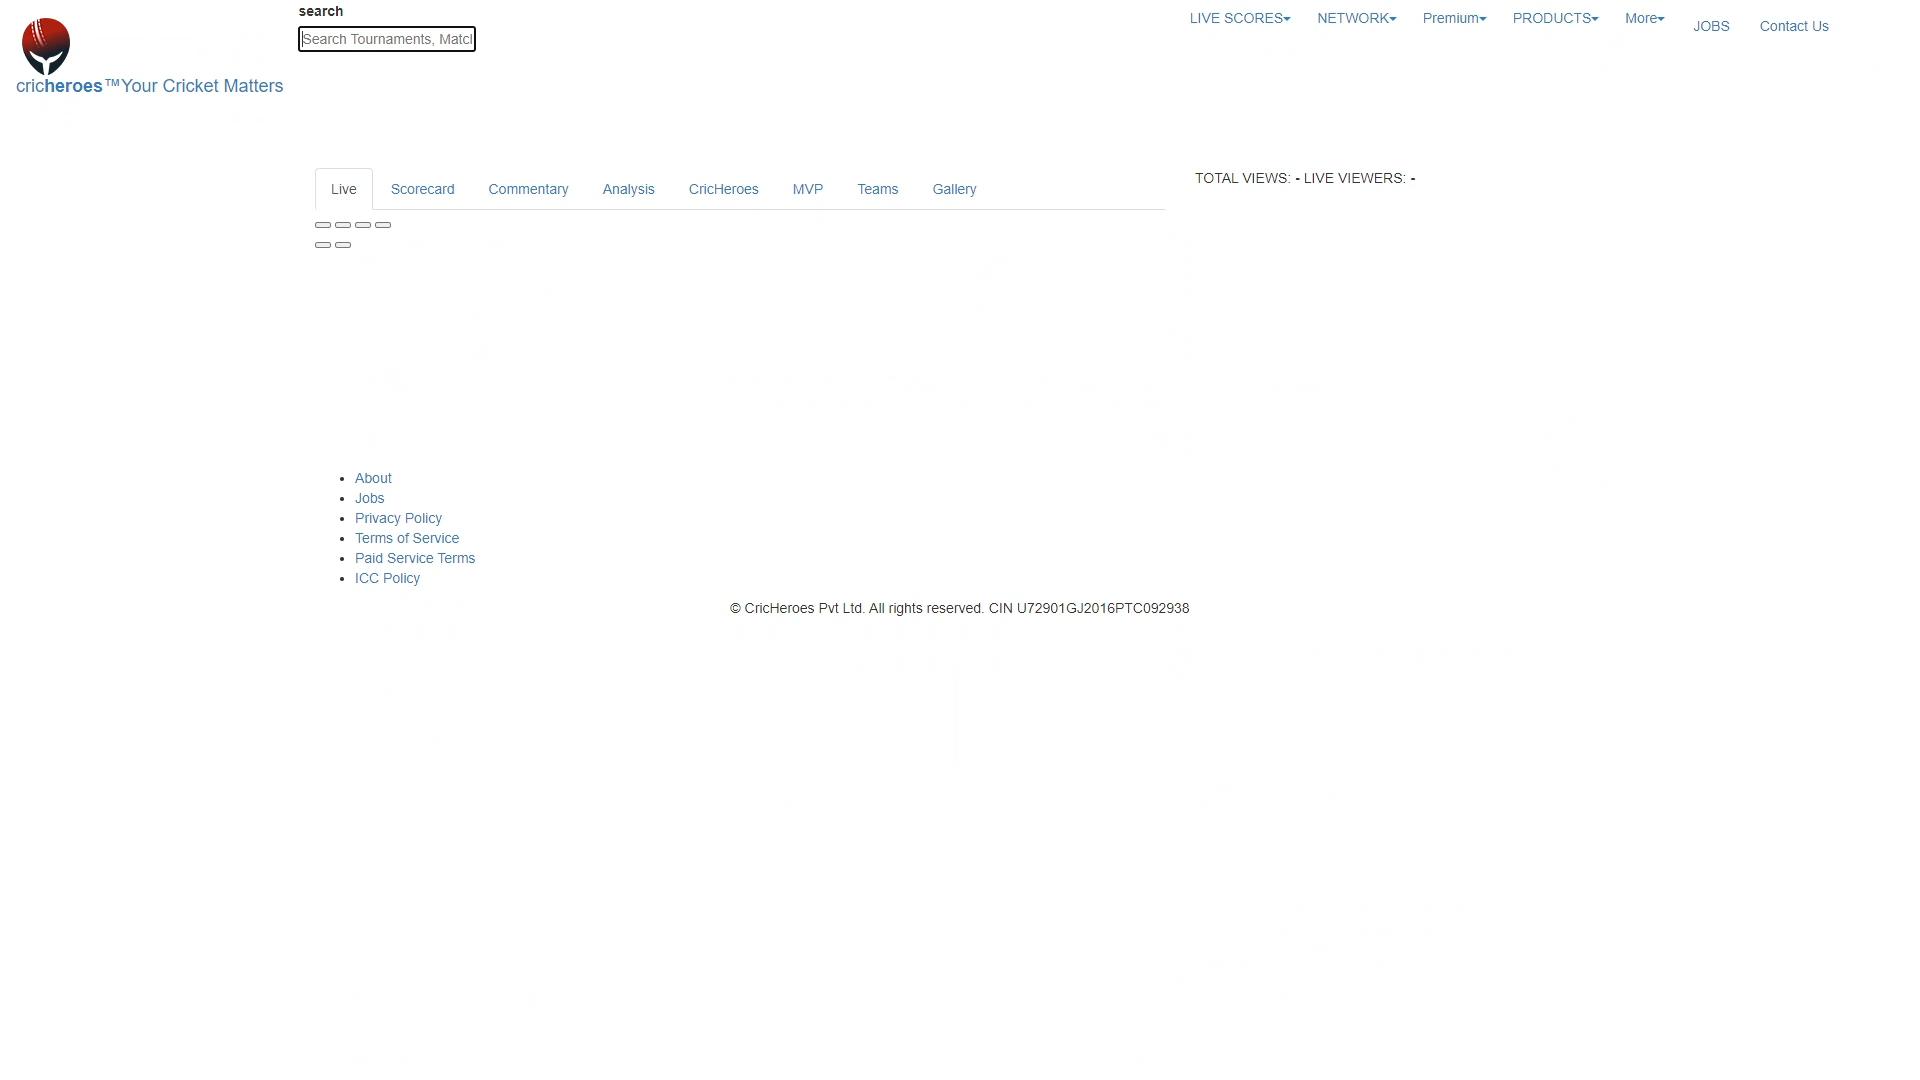 search
Search Tournaments, Matcl
LIVE SCORES
NETWORK
Premium
PRODUCTS
More
JOBS
Contact Us
cricheroes™Your Cricket Matters
Live
Scorecard
Commentary
Analysis
CricHeroes
MVP
Teams
Gallery
TOTAL VIEWS: - LIVE VIEWERS: -
About
Jobs
Privacy Policy
Terms of Service
Paid Service Terms
ICC Policy
© CricHeroes Pvt Ltd. All rights reserved. CIN U72901GJ2016PTC092938